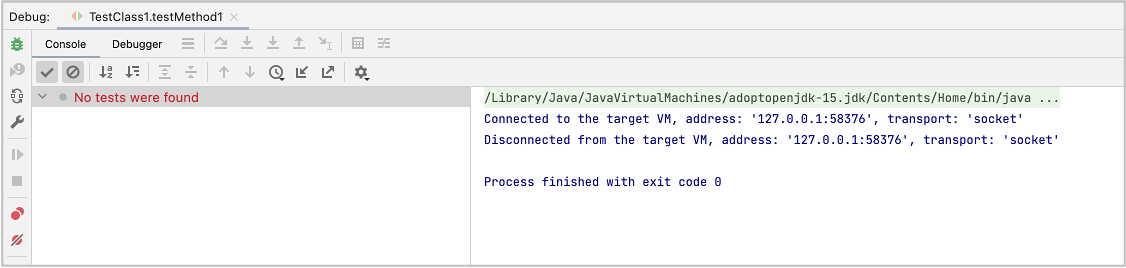 Debug: TestClass1.testMethod1
Console Debugger
No tests were found
/Library/Java/JavaVirtualMachines/adoptopenjdk-15.jdk/Contents/Home/bin/java ...
Connected to the target VM, address: '127.0.0.1:58376', transport: 'socket'
Disconnected from the target VM, address: '127.0.0.1:58376', transport: 'socket'
Process finished with exit code 0